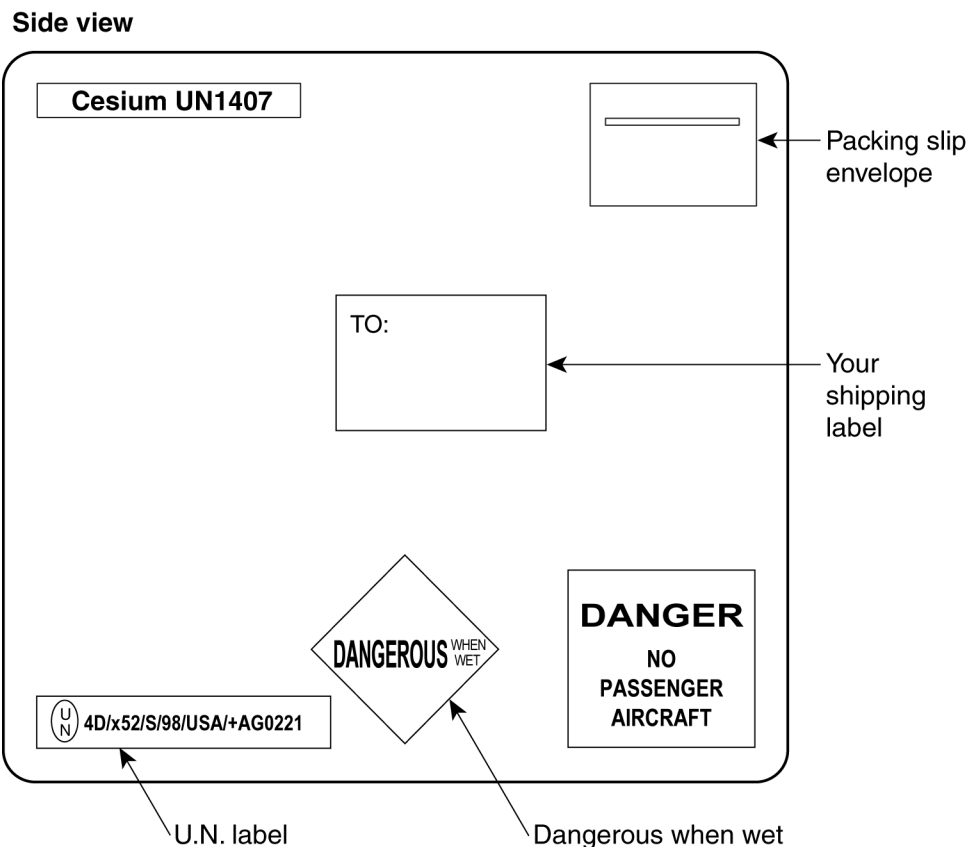 Side view
Cesium UN1407
Packing slip
envelope
TO:
Your
shipping
label
DANGEROUS WHEN
WET
DANGER
NO
PASSENGER
AIRCRAFT
UN 4D/x52/S/98/USA/+AG0221
U.N. label
Dangerous when wet